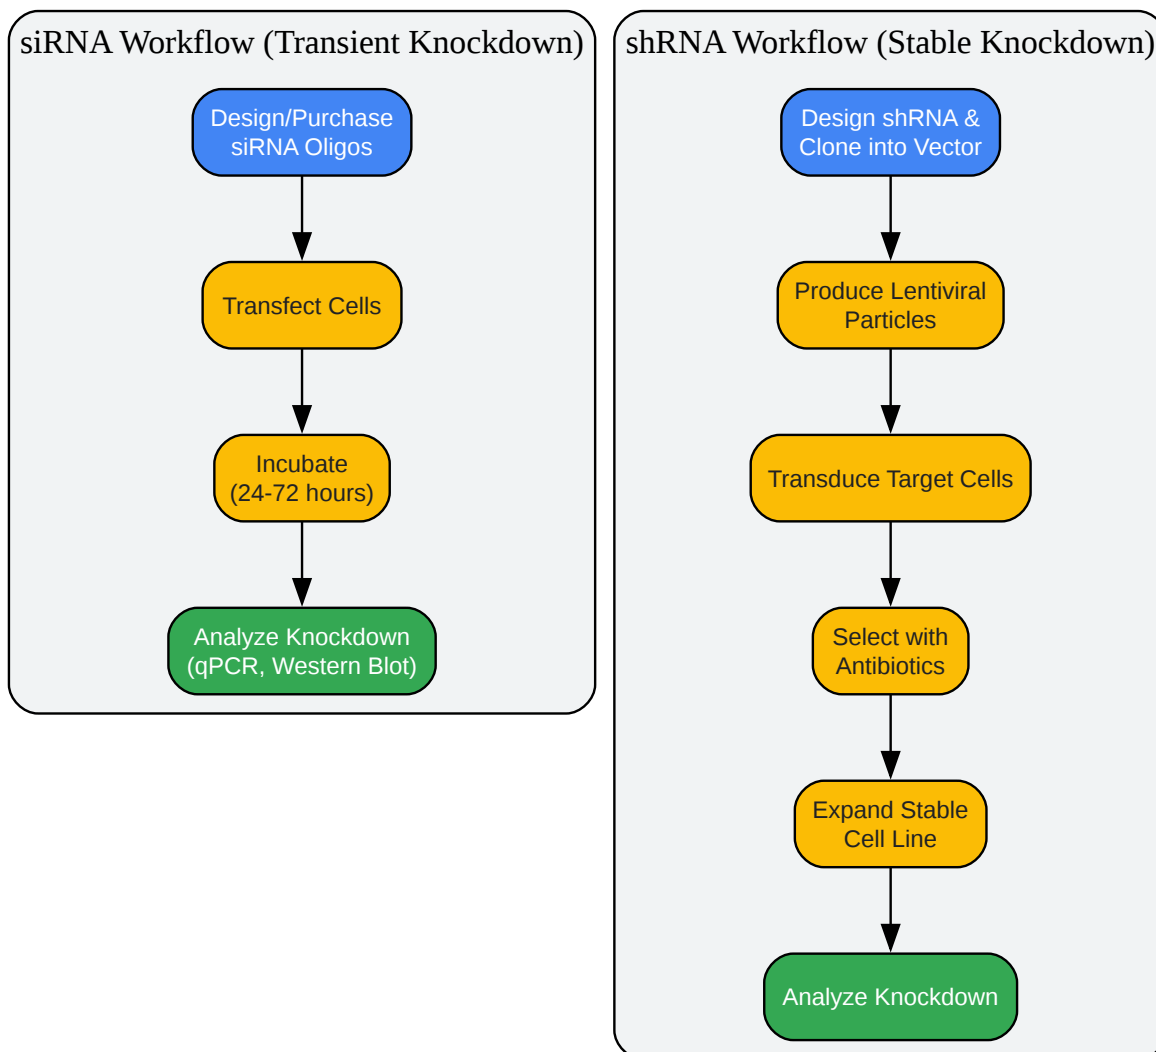 siRNA Workflow (Transient Knockdown)
Design/Purchase
siRNA Oligos
Transfect Cells
Incubate
(24-72 hours)
Analyze Knockdown
(qPCR, Western Blot)
shRNA Workflow (Stable Knockdown)
Design shRNA &
Clone into Vector
Produce Lentiviral
Particles
Transduce Target Cells
Select with
Antibiotics
Expand Stable
Cell Line
Analyze Knockdown